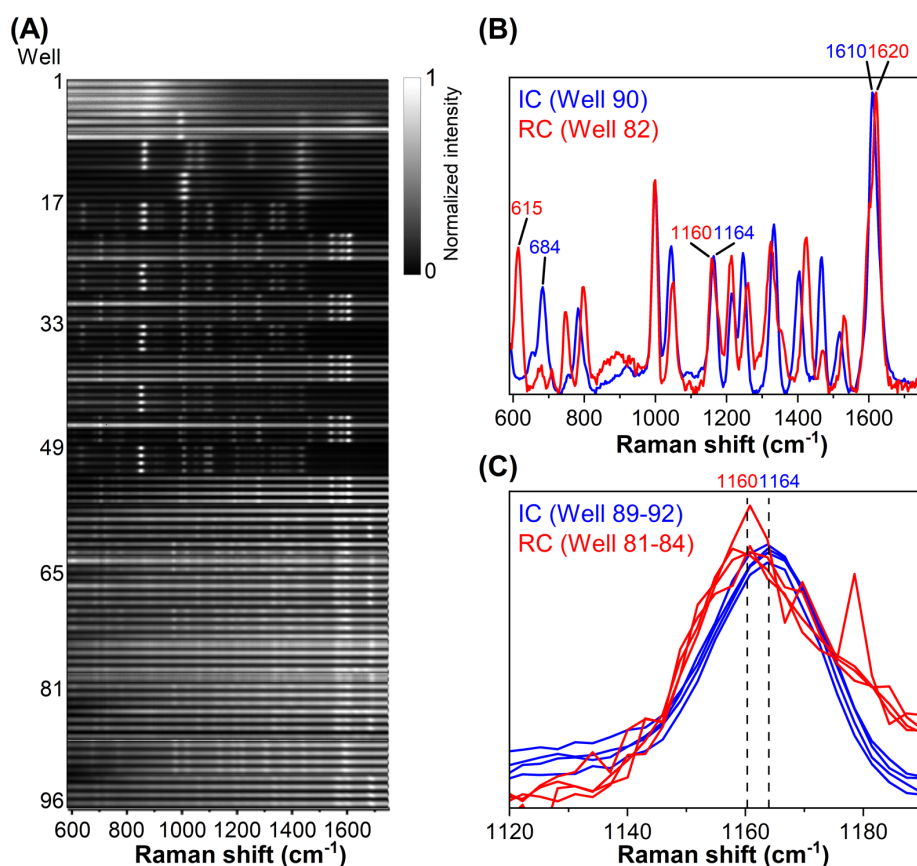 (A)
Well
1
17
33
49
65
81
96
600 800 1000 1200 1400 1600
Raman shift (cm⁻¹)
1
0
Normalized intensity
(B)
1610 1620
IC (Well 90)
RC (Well 82)
615
684
1160 1164
600 800 1000 1200 1400 1600
Raman shift (cm⁻¹)
(C)
1160 1164
IC (Well 89-92)
RC (Well 81-84)
1120 1140 1160 1180
Raman shift (cm⁻¹)